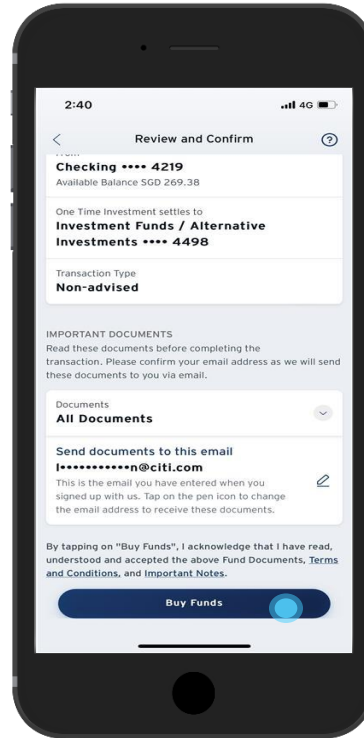 2:40
4G
Review and Confirm
?
Checking •••• 4219
Available Balance SGD 269.38
One Time Investment settles to
Investment Funds / Alternative
Investments •••• 4498
Transaction Type
Non-advised
IMPORTANT DOCUMENTS
Read these documents before completing the
transaction. Please confirm your email address as we will send
these documents to you via email.
Documents
All Documents
Send documents to this email
l•••••••••••n@citi.com
This is the email you have entered when you
signed up with us. Tap on the pen icon to change
the email address to receive these documents.
By tapping on "Buy Funds", I acknowledge that I have read,
understood and accepted the above Fund Documents, Terms
and Conditions, and Important Notes.
Buy Funds